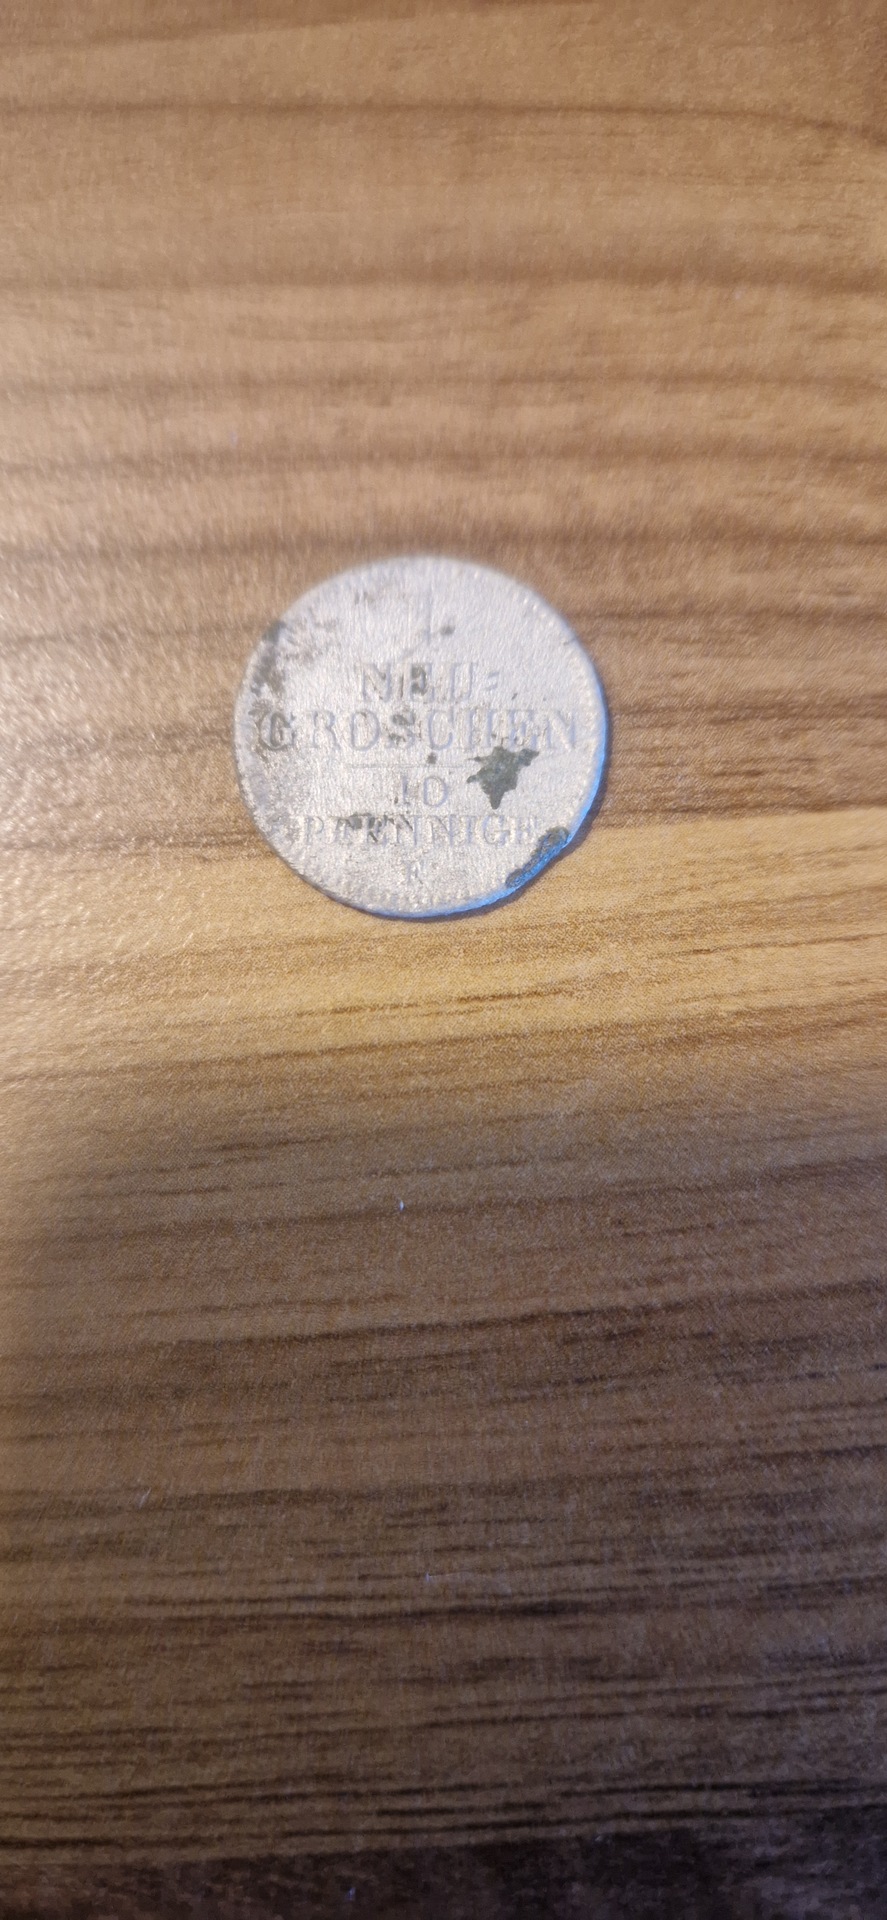 1
NEU=
GROSCHEN
10
PFENNIGE
F